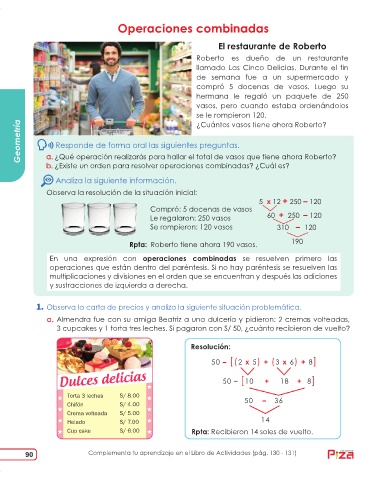 Operaciones combinadas
El restaurante de Roberto
Roberto es dueño de un restaurante
llamado Las Cinco Delicias. Durante el fin
de semana fue a un supermercado y
compró 5 docenas de vasos. Luego su
hermana le regaló un paquete de 250
vasos, pero cuando estaba ordenándolos
se le rompieron 120.
¿Cuántos vasos tiene ahora Roberto?
Geometría
Responde de forma oral las siguientes preguntas.
a. ¿Qué operación realizarás para hallar el total de vasos que tiene ahora Roberto?
b. ¿Existe un orden para resolver operaciones combinadas? ¿Cuál es?
Analiza la siguiente información.
Observa la resolución de la situación inicial:
Compró: 5 docenas de vasos
Le regalaron: 250 vasos
Se rompieron: 120 vasos
5 x 12 + 250 – 120
60 + 250 – 120
310 – 120
190
Rpta: Roberto tiene ahora 190 vasos.
En una expresión con operaciones combinadas se resuelven primero las
operaciones que están dentro del paréntesis. Si no hay paréntesis se resuelven las
multiplicaciones y divisiones en el orden que se encuentran y después las adiciones
y sustracciones de izquierda a derecha.
1. Observa la carta de precios y analiza la siguiente situación problemática.
a. Almendra fue con su amiga Beatriz a una dulcería y pidieron: 2 cremas volteadas,
3 cupcakes y 1 torta tres leches. Si pagaron con S/ 50, ¿cuánto recibieron de vuelto?
Dulces delicias
Torta 3 leches S/ 8.00
Chifón S/ 4.00
Crema volteada S/ 5.00
Helado S/ 7.00
Cup cake S/ 6.00
Resolución:
50 – [(2 x 5) + (3 x 6) + 8]
50 – [10 + 18 + 8]
50 – 36
14
Rpta: Recibieron 14 soles de vuelto.
90
Complementa tu aprendizaje en el Libro de Actividades (pág. 130 - 131)
Piza